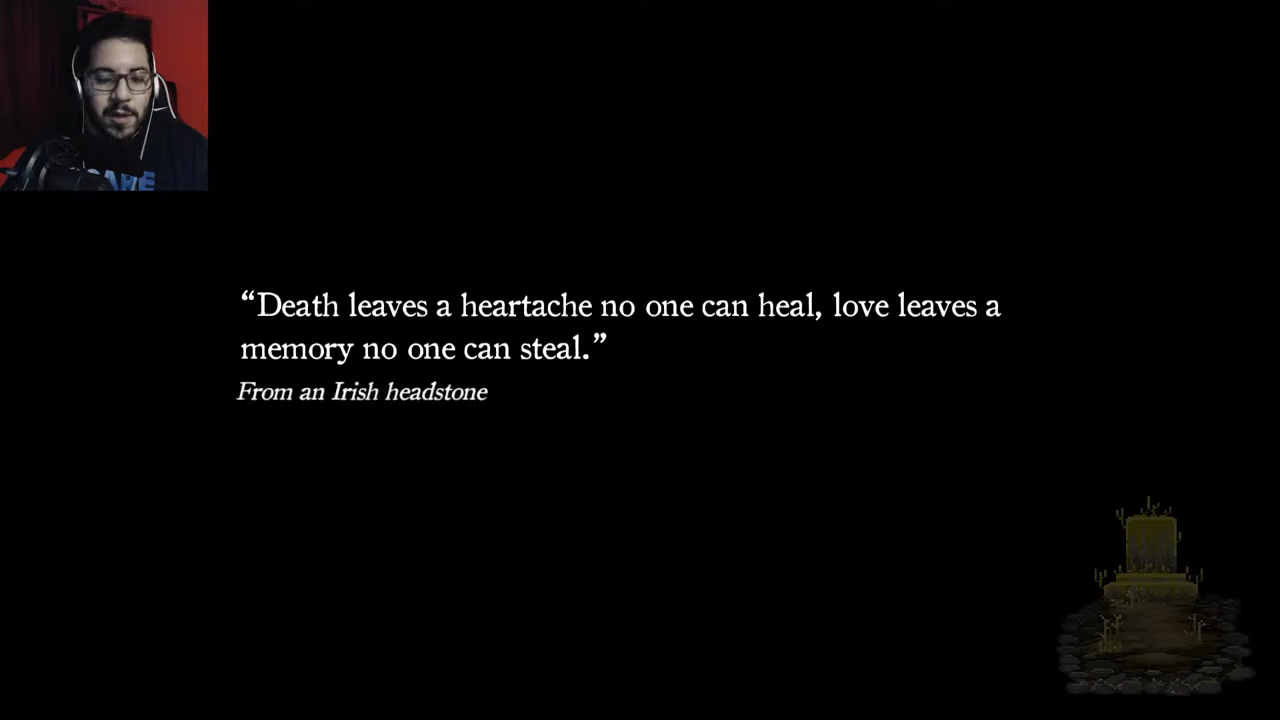 “Death leaves a heartache no one can heal, love leaves a
memory no one can steal.”
From an Irish headstone